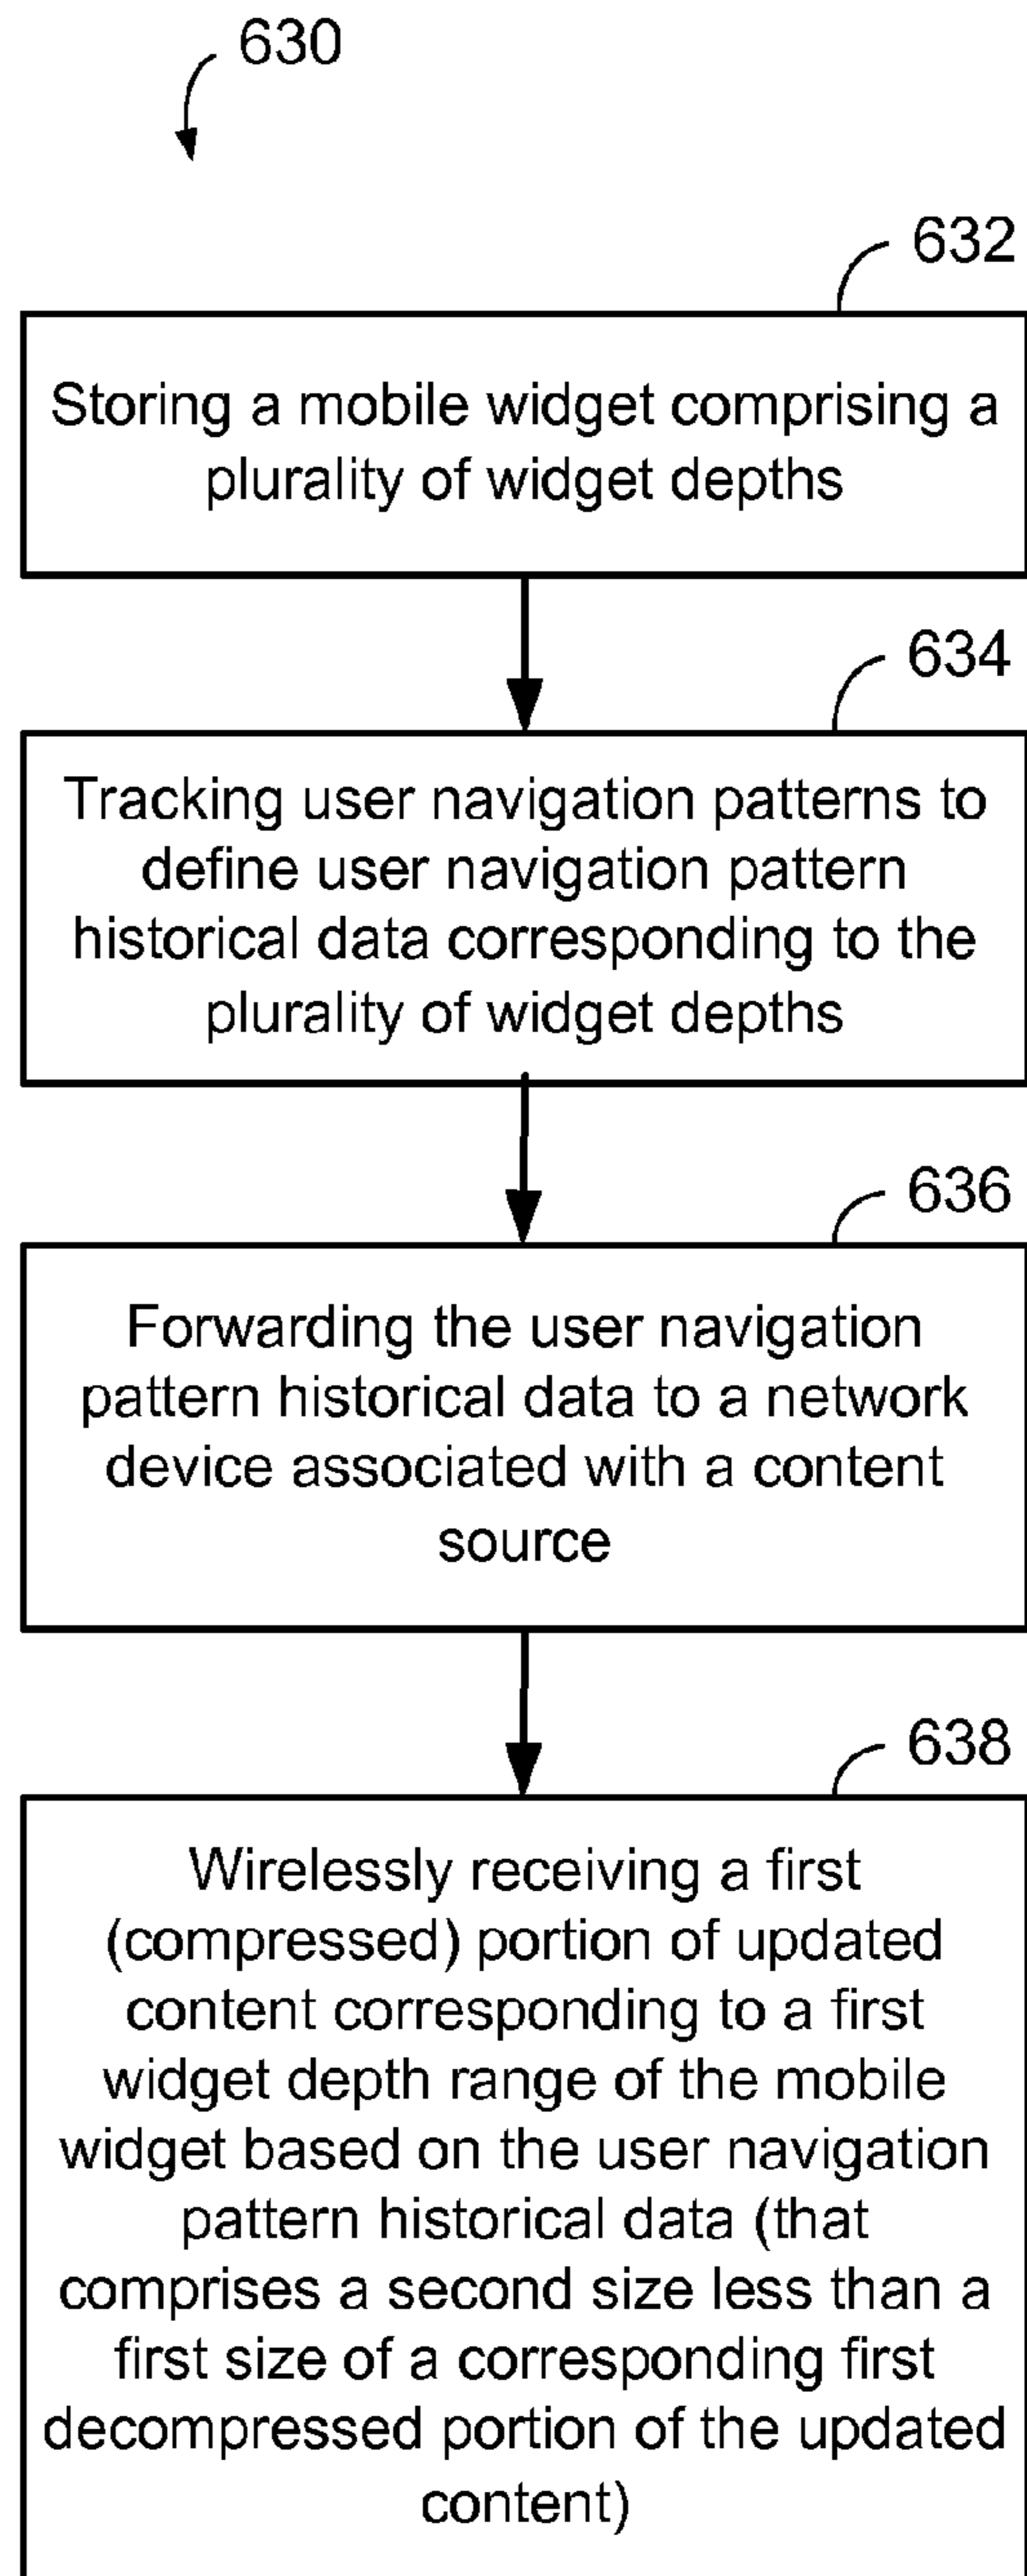 630
632
Storing a mobile widget comprising a
plurality of widget depths
634
Tracking user navigation patterns to
define user navigation pattern
historical data corresponding to the
plurality of widget depths
636
Forwarding the user navigation
pattern historical data to a network
device associated with a content
source
638
Wirelessly receiving a first
(compressed) portion of updated
content corresponding to a first
widget depth range of the mobile
widget based on the user navigation
pattern historical data (that
comprises a second size less than a
first size of a corresponding first
decompressed portion of the updated
content)